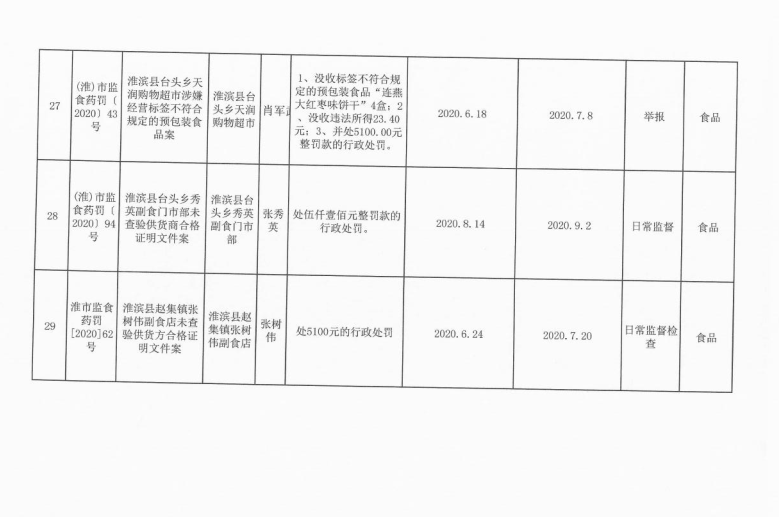 27
(淮)市监
食药罚〔
2020〕43
号
淮滨县台头乡天
润购物超市涉嫌
经营标签不符合
规定的预包装食
品案
淮滨县台
头乡天润
购物超市
肖军
1、没收标签不符合规
定的预包装食品“连燕
大红枣味饼干”4盒；2
、没收违法所得23.40
元；3、并处5100.00元
整罚款的行政处罚。
2020.6.18
2020.7.8
举报
食品
28
(淮)市监
食药罚〔
2020〕94
号
淮滨县台头乡秀
英副食门市部未
查验供货商合格
证明文件案
淮滨县台
头乡秀英
副食门市
部
张秀
英
处伍仟壹佰元整罚款的
行政处罚。
2020.8.14
2020.9.2
日常监督
食品
29
淮市监食
药罚
[2020]62
号
淮滨县赵集镇张
树伟副食店未查
验供货方合格证
明文件案
淮滨县赵
集镇张树
伟副食店
张树
伟
处5100元的行政处罚
2020.6.24
2020.7.20
日常监督检
查
食品